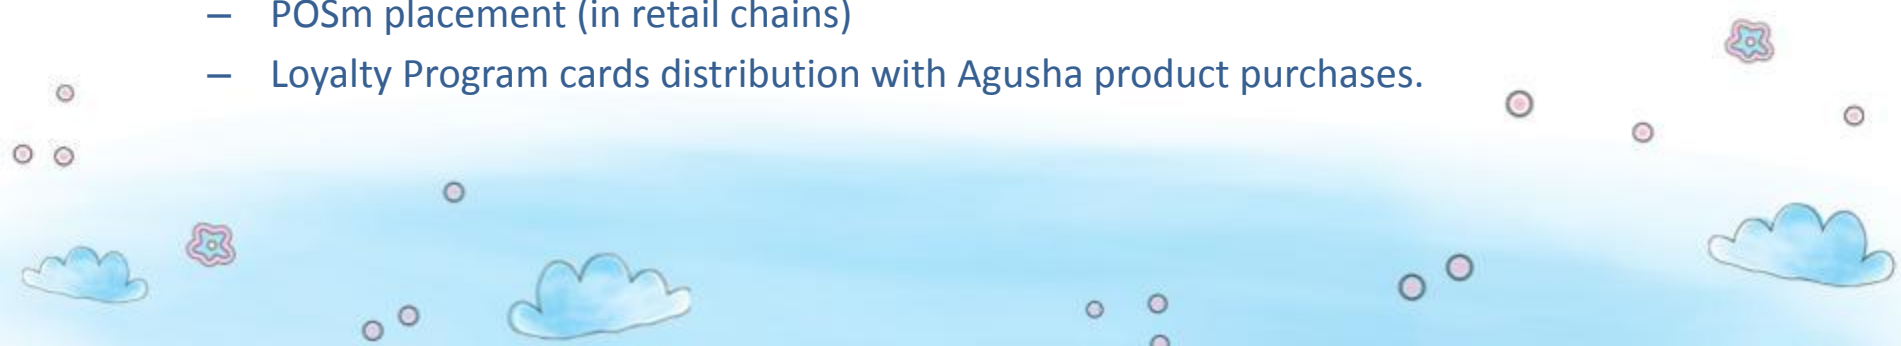 – POSm placement (in retail chains)
– Loyalty Program cards distribution with Agusha product purchases.